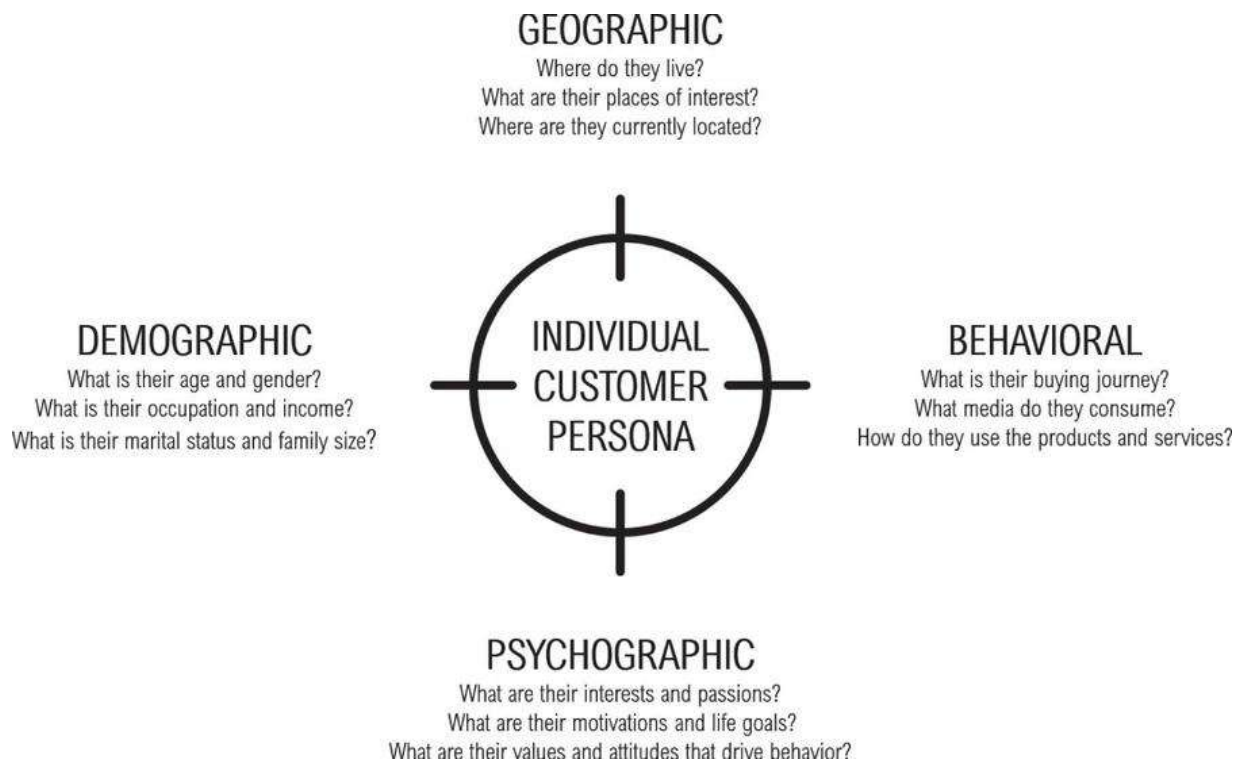 GEOGRAPHIC
Where do they live?
What are their places of interest?
Where are they currently located?
DEMOGRAPHIC
What is their age and gender?
What is their occupation and income?
What is their marital status and family size?
INDIVIDUAL
CUSTOMER
PERSONA
BEHAVIORAL
What is their buying journey?
What media do they consume?
How do they use the products and services?
PSYCHOGRAPHIC
What are their interests and passions?
What are their motivations and life goals?
What are their values and attitudes that drive behavior?